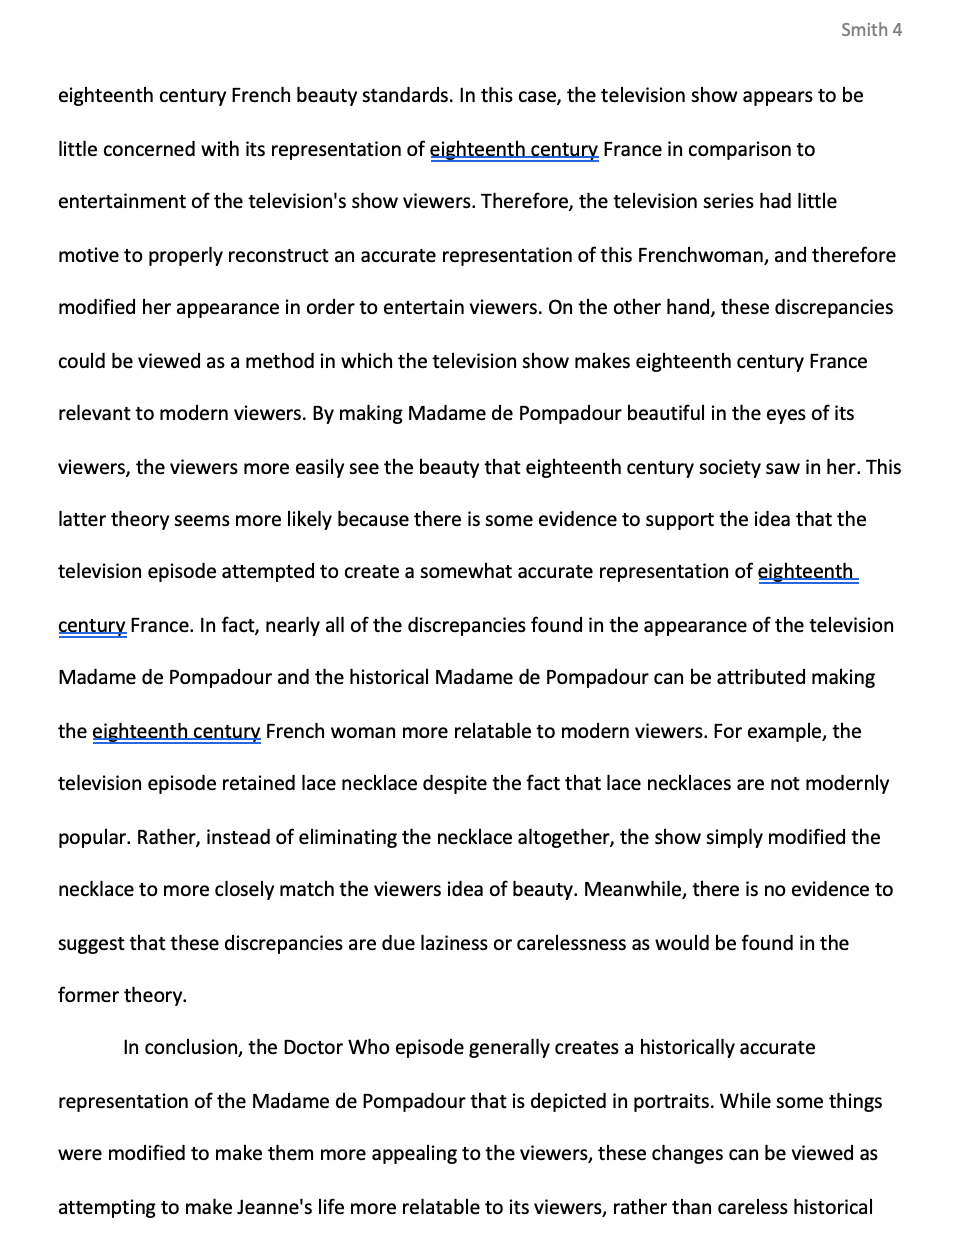 Smith 4
eighteenth century French beauty standards. In this case, the television show appears to be
little concerned with its representation of eighteenth century France in comparison to
entertainment of the television's show viewers. Therefore, the television series had little
motive to properly reconstruct an accurate representation of this Frenchwoman, and therefore
modified her appearance in order to entertain viewers. On the other hand, these discrepancies
could be viewed as a method in which the television show makes eighteenth century France
relevant to modern viewers. By making Madame de Pompadour beautiful in the eyes of its
viewers, the viewers more easily see the beauty that eighteenth century society saw in her. This
latter theory seems more likely because there is some evidence to support the idea that the
television episode attempted to create a somewhat accurate representation of eighteenth
century France. In fact, nearly all of the discrepancies found in the appearance of the television
Madame de Pompadour and the historical Madame de Pompadour can be attributed making
the eighteenth century French woman more relatable to modern viewers. For example, the
television episode retained lace necklace despite the fact that lace necklaces are not modernly
popular. Rather, instead of eliminating the necklace altogether, the show simply modified the
necklace to more closely match the viewers idea of beauty. Meanwhile, there is no evidence to
suggest that these discrepancies are due laziness or carelessness as would be found in the
former theory.
In conclusion, the Doctor Who episode generally creates a historically accurate
representation of the Madame de Pompadour that is depicted in portraits. While some things
were modified to make them more appealing to the viewers, these changes can be viewed as
attempting to make Jeanne's life more relatable to its viewers, rather than careless historical